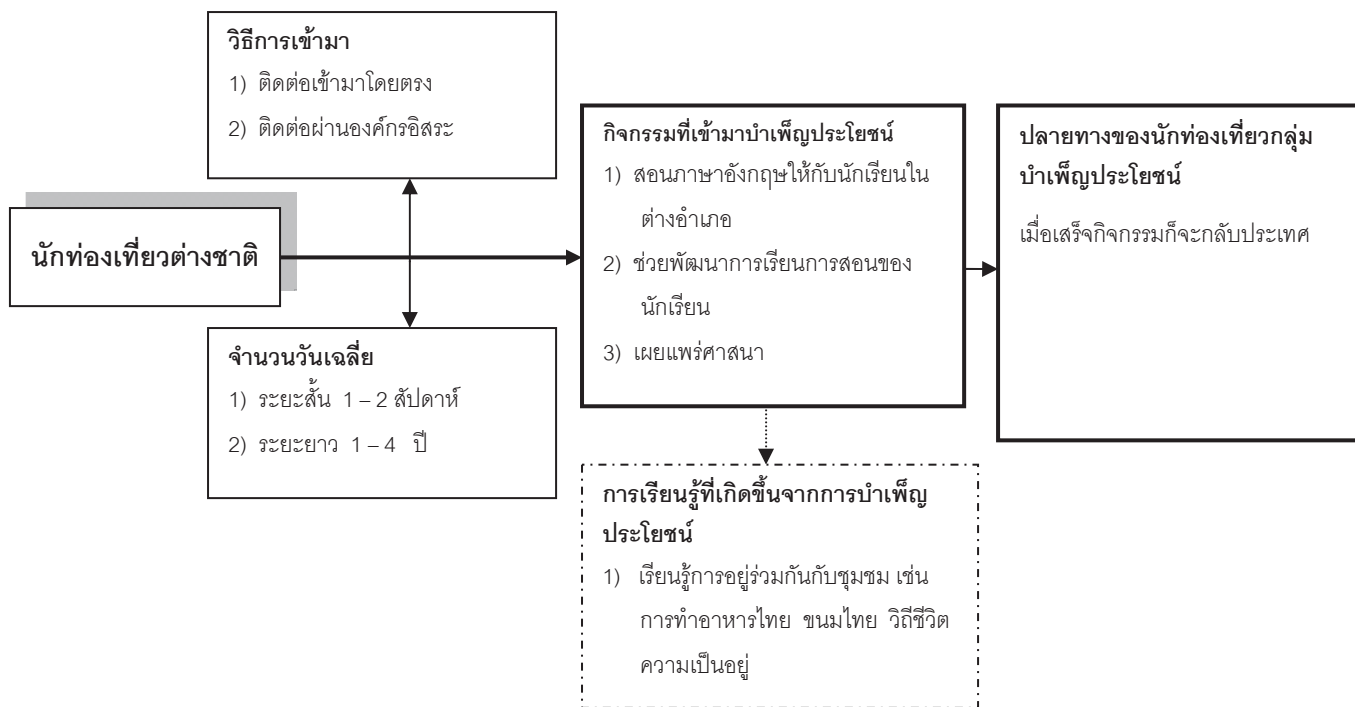 วิธีการเข้ามา
1) ติดต่อเข้ามาโดยตรง
2) ติดต่อผ่านองค์กรอิสระ
นักท่องเที่ยวต่างชาติ
จำนวนวันเฉลี่ย
1) ระยะสั้น 1 – 2 สัปดาห์
2) ระยะยาว 1 – 4 ปี
กิจกรรมที่เข้ามาบำเพ็ญประโยชน์
1) สอนภาษาอังกฤษให้กับนักเรียนใน
ต่างอำเภอ
2) ช่วยพัฒนาการเรียนการสอนของ
นักเรียน
3) เผยแพร่ศาสนา
การเรียนรู้ที่เกิดขึ้นจากการบำเพ็ญ
ประโยชน์
1) เรียนรู้การอยู่ร่วมกันกับชุมชม เช่น
การทำอาหารไทย ขนมไทย วิถีชีวิต
ความเป็นอยู่
ปลายทางของนักท่องเที่ยวกลุ่ม
บำเพ็ญประโยชน์
เมื่อเสร็จกิจกรรมก็จะกลับประเทศ